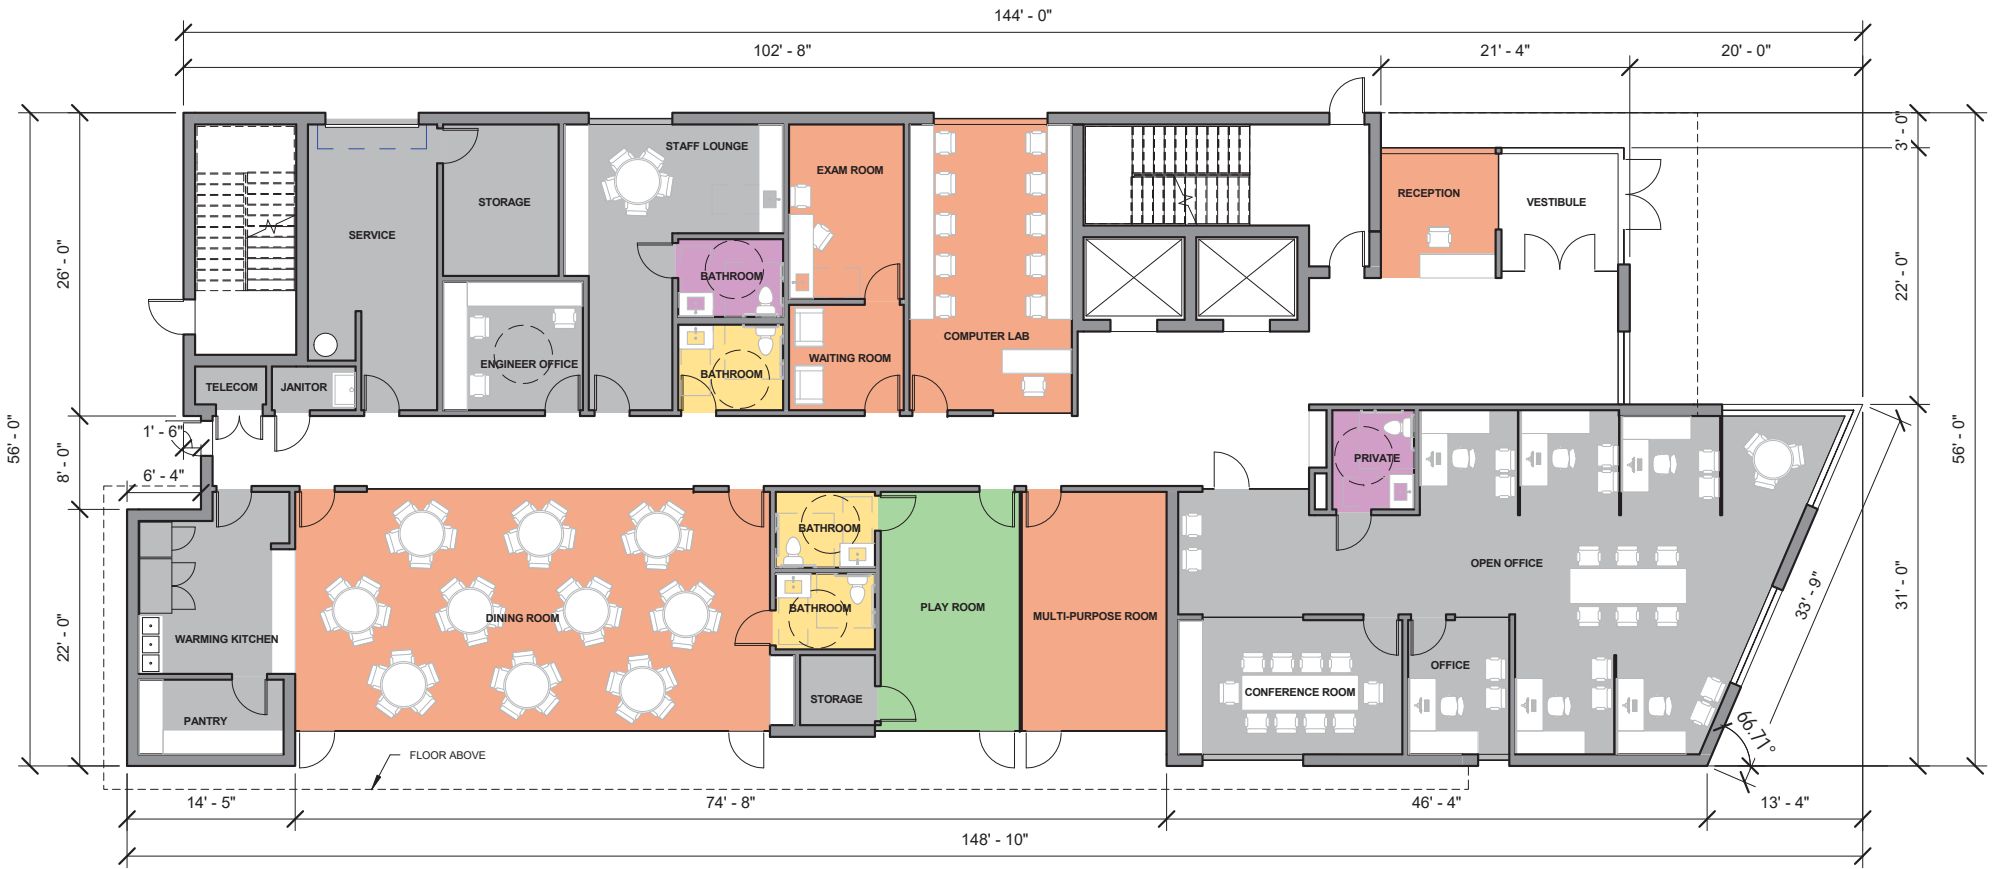 144' - 0"
102' - 8"
21' - 4"
20' - 0"
3' - 0"
STAFF LOUNGE
EXAM ROOM
RECEPTION
VESTIBULE
STORAGE
SERVICE
26' - 0"
22' - 0"
BATHROOM
COMPUTER LAB
WAITING ROOM
ENGINEER OFFICE
BATHROOM
TELECOM
JANITOR
56' - 0"
1' - 6"
8' - 0"
6' - 4"
PRIVATE
56' - 0"
BATHROOM
OPEN OFFICE
33' - 9"
31' - 0"
BATHROOM
PLAY ROOM
MULTI-PURPOSE ROOM
DINING ROOM
WARMING KITCHEN
22' - 0"
OFFICE
CONFERENCE ROOM
STORAGE
PANTRY
66.71°
FLOOR ABOVE
14' - 5"
74' - 8"
46' - 4"
13' - 4"
148' - 10"